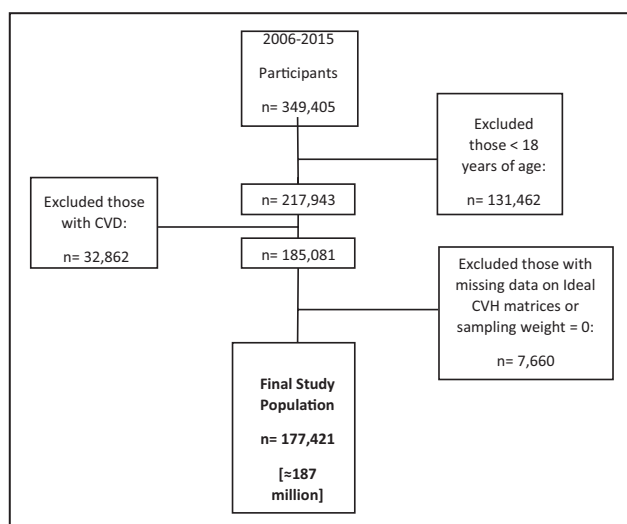 2006-2015
Participants
n= 349,405
Excluded
those < 18
years of age:
n= 131,462
n= 217,943
Excluded those
with CVD:
n= 32,862
n= 185,081
Excluded those with
missing data on Ideal
CVH matrices or
sampling weight = 0:
n= 7,660
Final Study
Population
n= 177,421
[≈187
million]